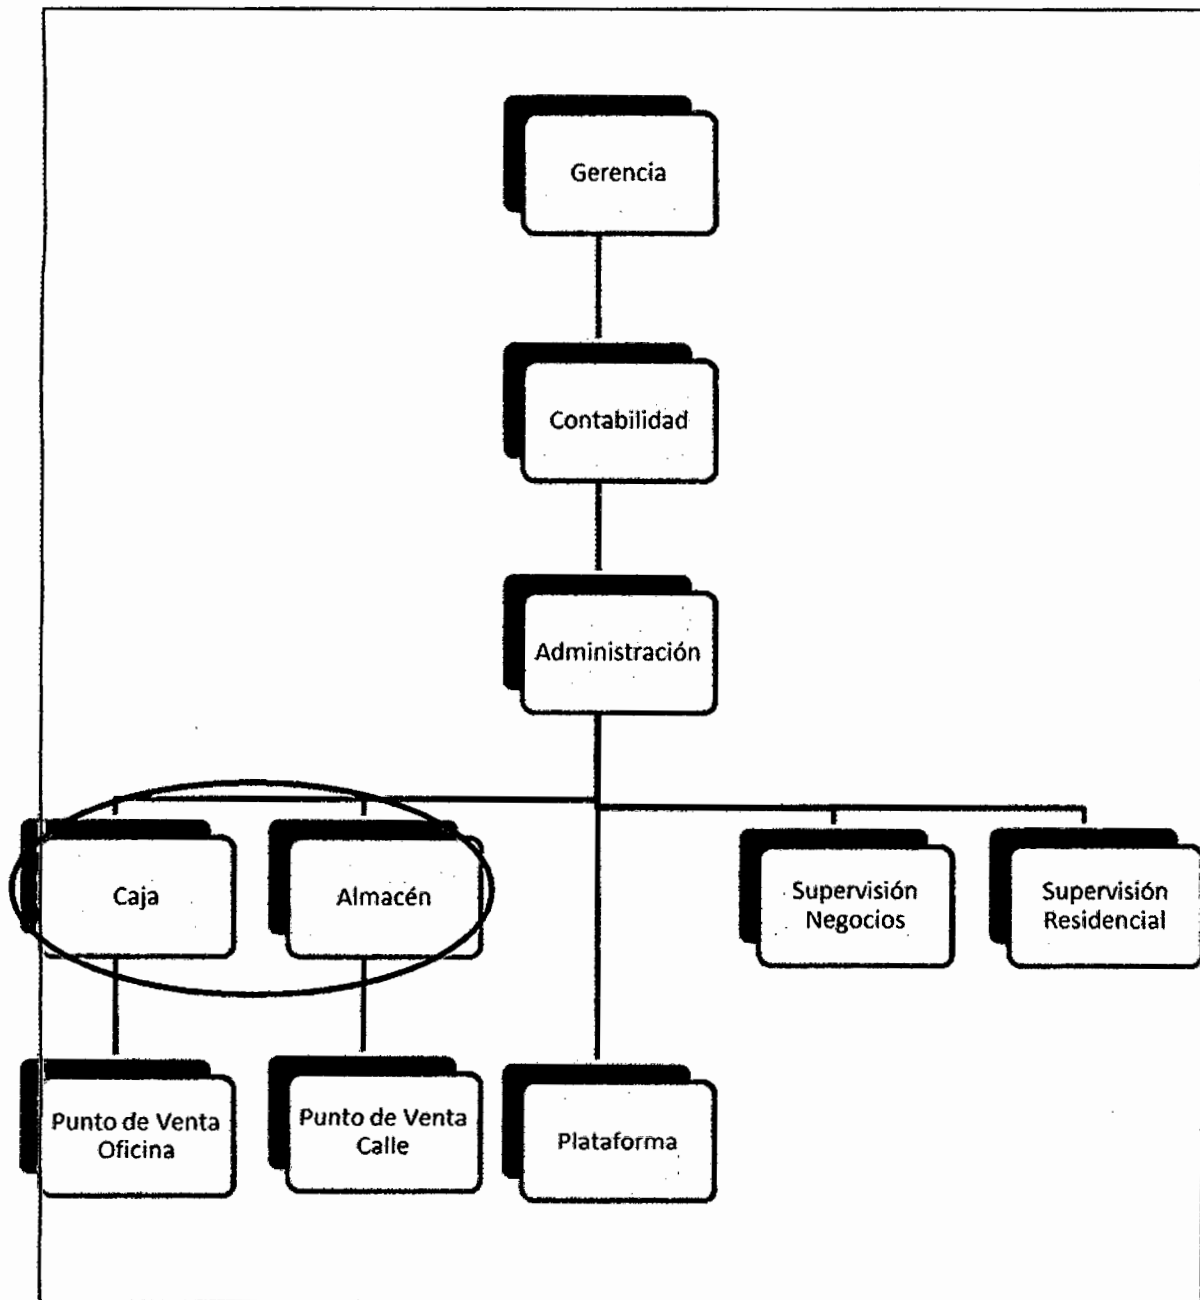 Gerencia
Contabilidad
Administración
Caja
Almacén
Supervisión
Negocios
Supervisión
Residencial
Punto de Venta
Oficina
Punto de Venta
Calle
Plataforma